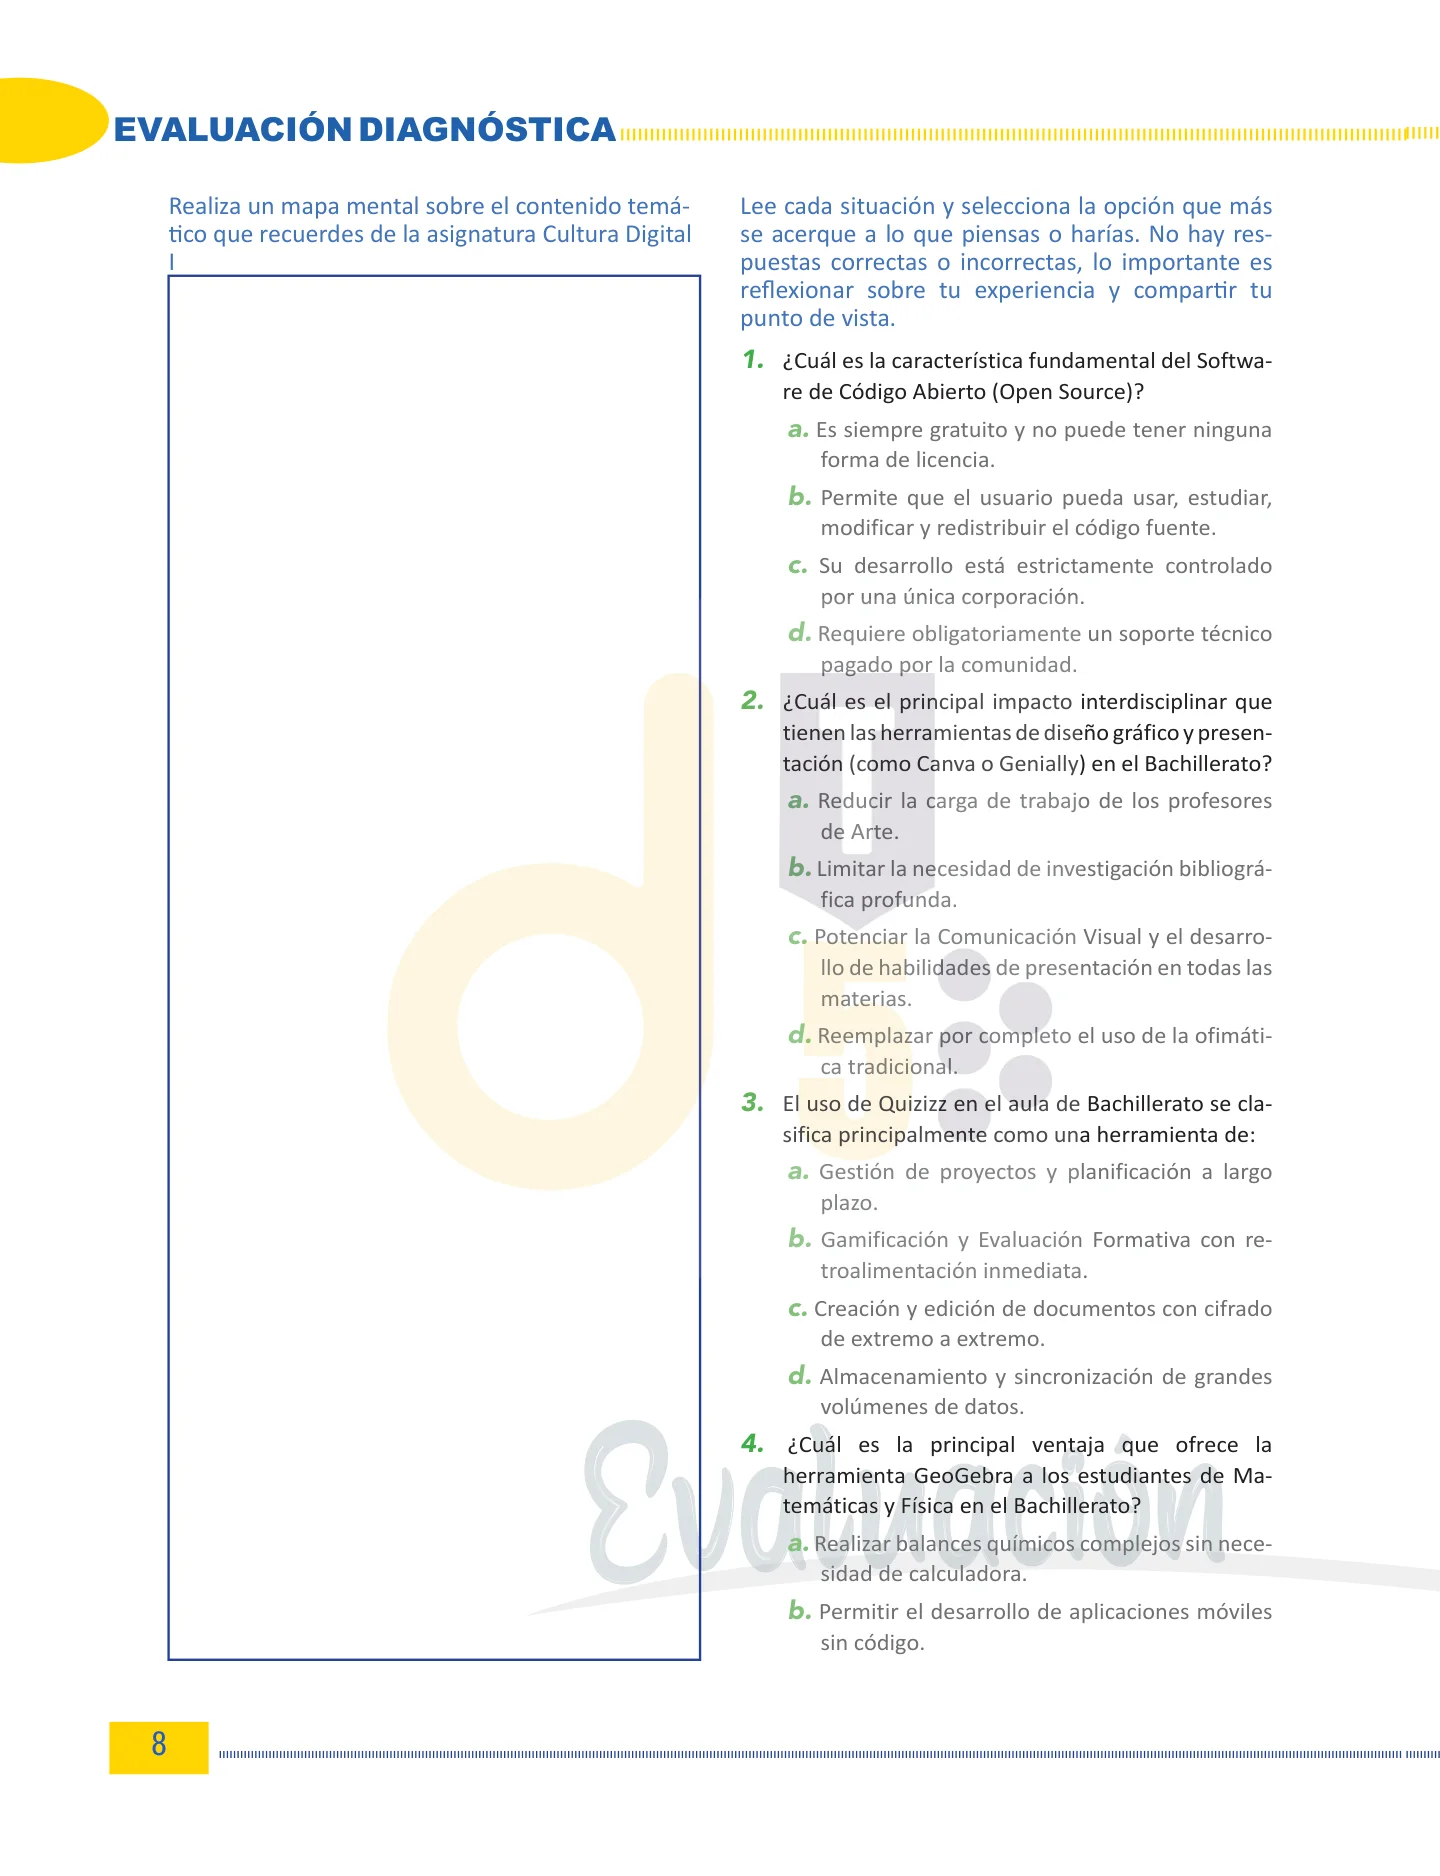 EVALUACIÓN DIAGNÓSTICA
Realiza un mapa mental sobre el contenido temá-
tico que recuerdes de la asignatura Cultura Digital
I
Lee cada situación y selecciona la opción que más
se acerque a lo que piensas o harías. No hay res-
puestas correctas o incorrectas, lo importante es
reflexionar sobre tu experiencia y compartir tu
punto de vista.
1. ¿Cuál es la característica fundamental del Softwa-
re de Código Abierto (Open Source)?
a. Es siempre gratuito y no puede tener ninguna
forma de licencia.
b. Permite que el usuario pueda usar, estudiar,
modificar y redistribuir el código fuente.
c. Su desarrollo está estrictamente controlado
por una única corporación.
d. Requiere obligatoriamente un soporte técnico
pagado por la comunidad.
2. ¿Cuál es el principal impacto interdisciplinar que
tienen las herramientas de diseño gráfico y presen-
tación (como Canva o Genially) en el Bachillerato?
a. Reducir la carga de trabajo de los profesores
de Arte.
b. Limitar la necesidad de investigación bibliográ-
fica profunda.
c. Potenciar la Comunicación Visual y el desarro-
llo de habilidades de presentación en todas las
materias.
d. Reemplazar por completo el uso de la ofimáti-
ca tradicional.
3. El uso de Quizizz en el aula de Bachillerato se cla-
sifica principalmente como una herramienta de:
a. Gestión de proyectos y planificación a largo
plazo.
b. Gamificación y Evaluación Formativa con re-
troalimentación inmediata.
c. Creación y edición de documentos con cifrado
de extremo a extremo.
d. Almacenamiento y sincronización de grandes
volúmenes de datos.
4. ¿Cuál es la principal ventaja que ofrece la
herramienta GeoGebra a los estudiantes de Ma-
temáticas y Física en el Bachillerato?
a. Realizar balances químicos complejos sin nece-
sidad de calculadora.
b. Permitir el desarrollo de aplicaciones móviles
sin código.
Evaluación
8